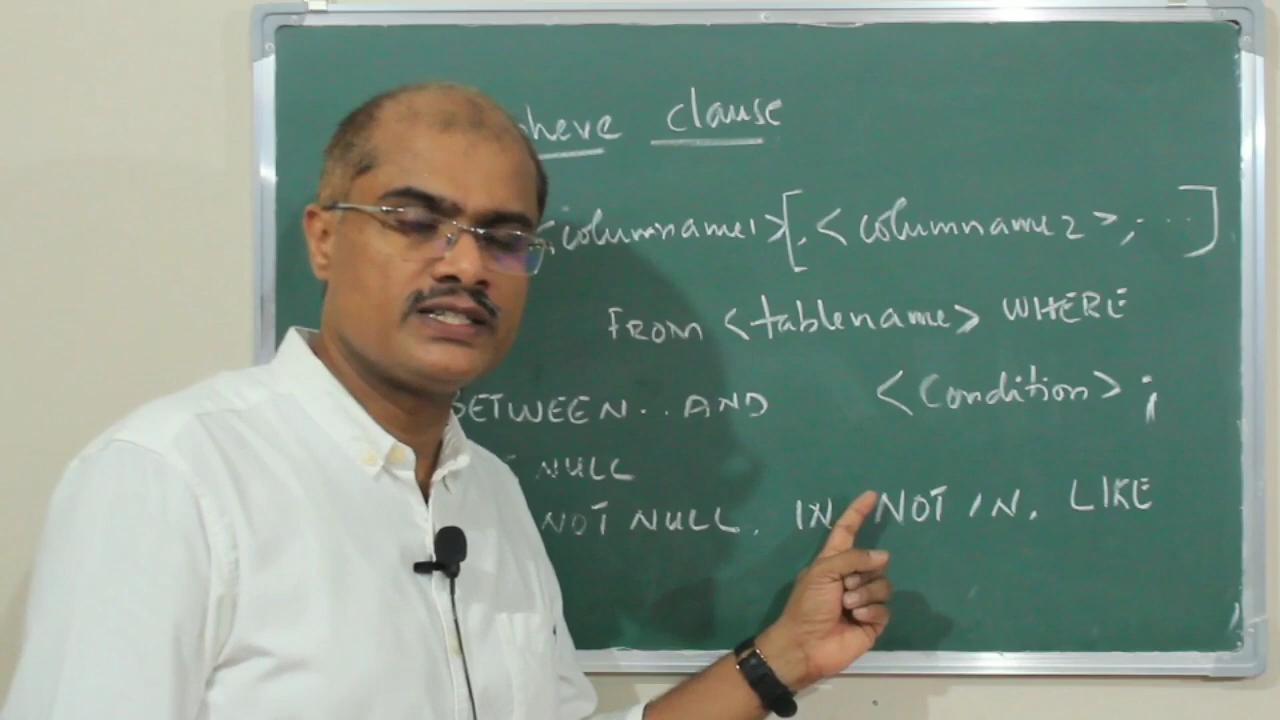 where clause
<columnname1>[, <columnname2>, ...]
FROM <tablename> WHERE
<Condition> ;
BETWEEN .. AND
NULL
NOT NULL, IN, NOT IN, LIKE